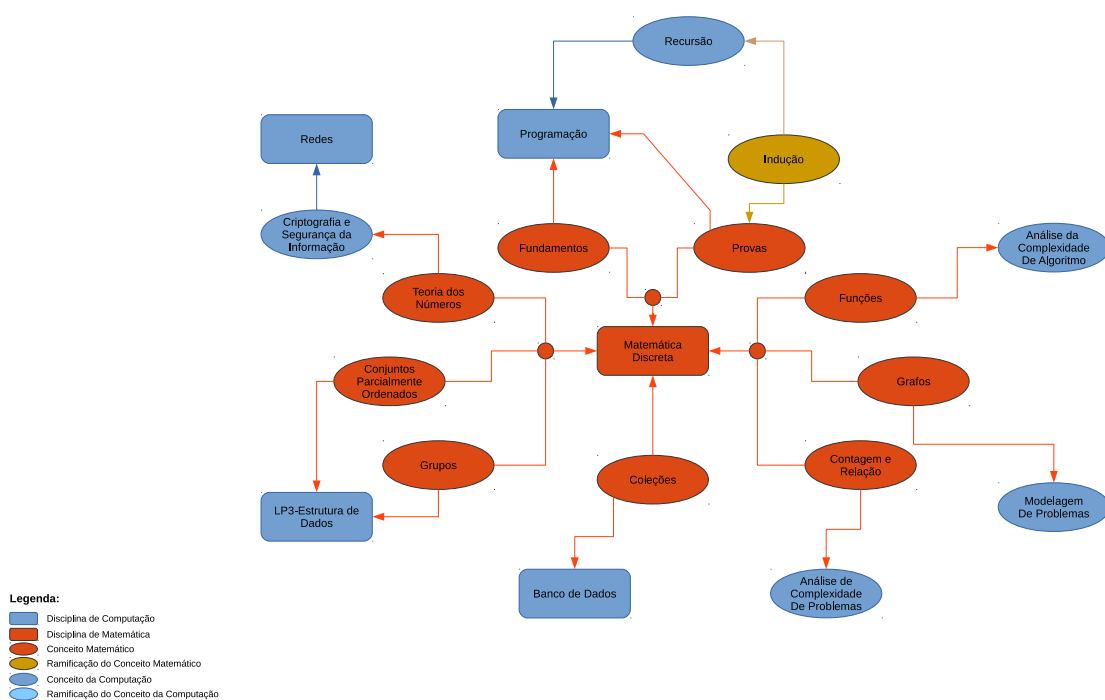 Recursão
Programação
Redes
Indução
Criptografia e
Segurança da
Informação
Fundamentos
Provas
Análise da
Complexidade
De Algoritmo
Teoria dos
Números
Funções
Matemática
Discreta
Conjuntos
Parcialmente
Ordenados
Grafos
Grupos
Coleções
Contagem e
Relação
LP3-Estrutura de
Dados
Modelagem
De Problemas
Banco de Dados
Análise de
Complexidade
De Problemas
Legenda:
Disciplina de Computação
Disciplina de Matemática
Conceito Matemático
Ramificação do Conceito Matemático
Conceito da Computação
Ramificação do Conceito da Computação